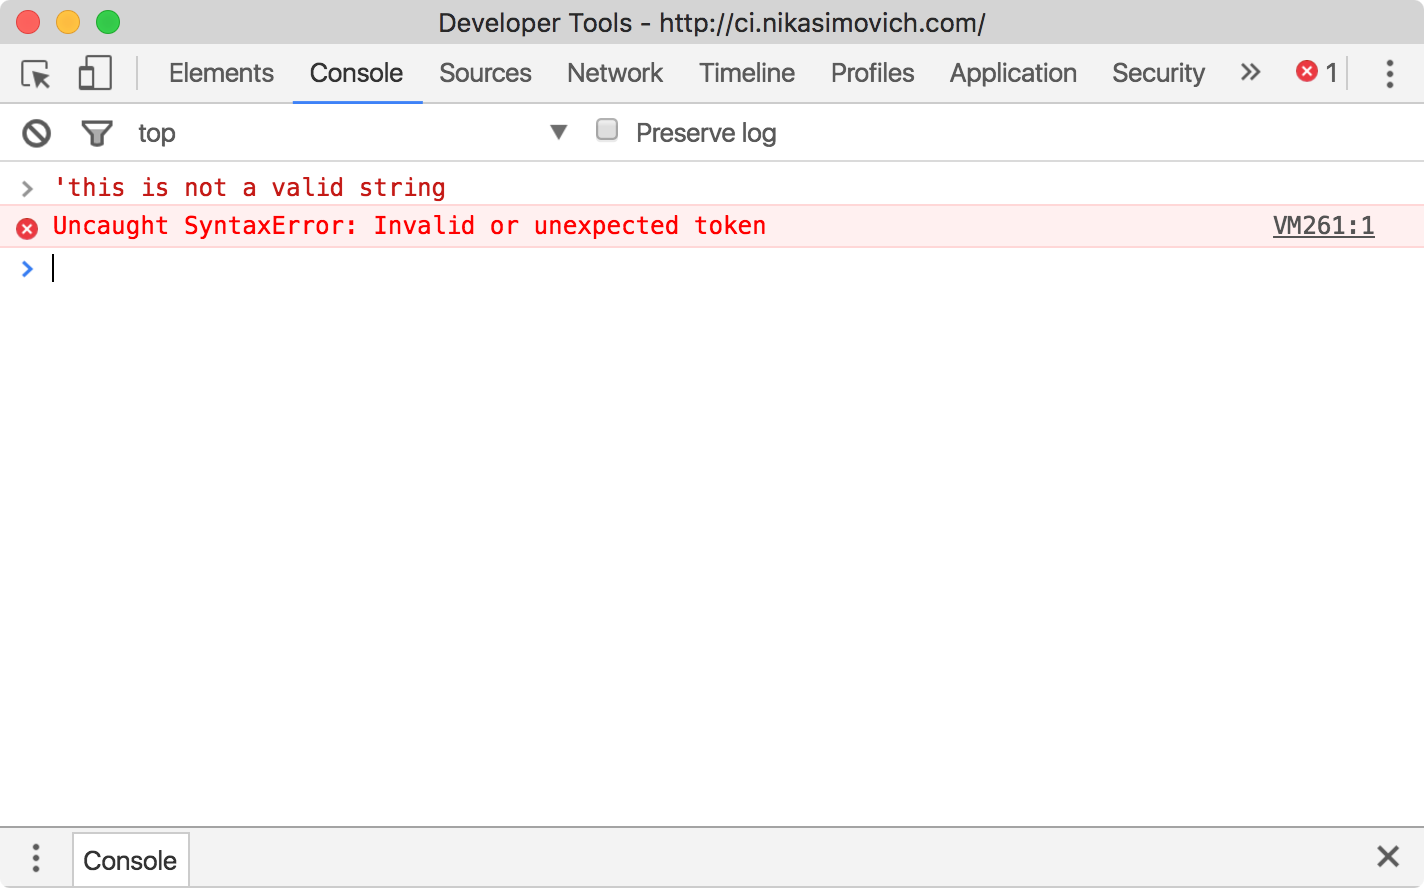 Developer Tools - http://ci.nikasimovich.com/
Elements Console Sources Network Timeline Profiles Application Security » 1
top Preserve log
> 'this is not a valid string
Uncaught SyntaxError: Invalid or unexpected token VM261:1
>
Console